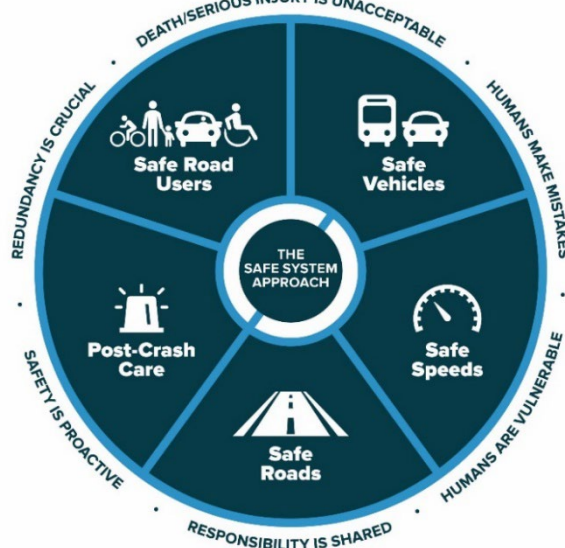 DEATH/SERIOUS INJURY IS UNACCEPTABLE
HUMANS MAKE MISTAKES
HUMANS ARE VULNERABLE
RESPONSIBILITY IS SHARED
SAFETY IS PROACTIVE
REDUNDANCY IS CRUCIAL
Safe Road
Users
Safe
Vehicles
THE
SAFE SYSTEM
APPROACH
Post-Crash
Care
Safe
Speeds
Safe
Roads